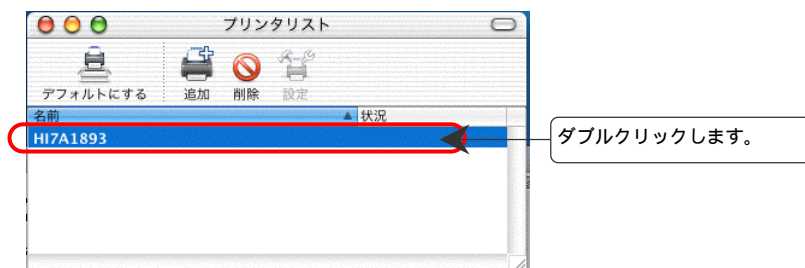 プリンタリスト
デフォルトにする 追加 削除 設定
名前 状況
HI7A1893
ダブルクリックします。